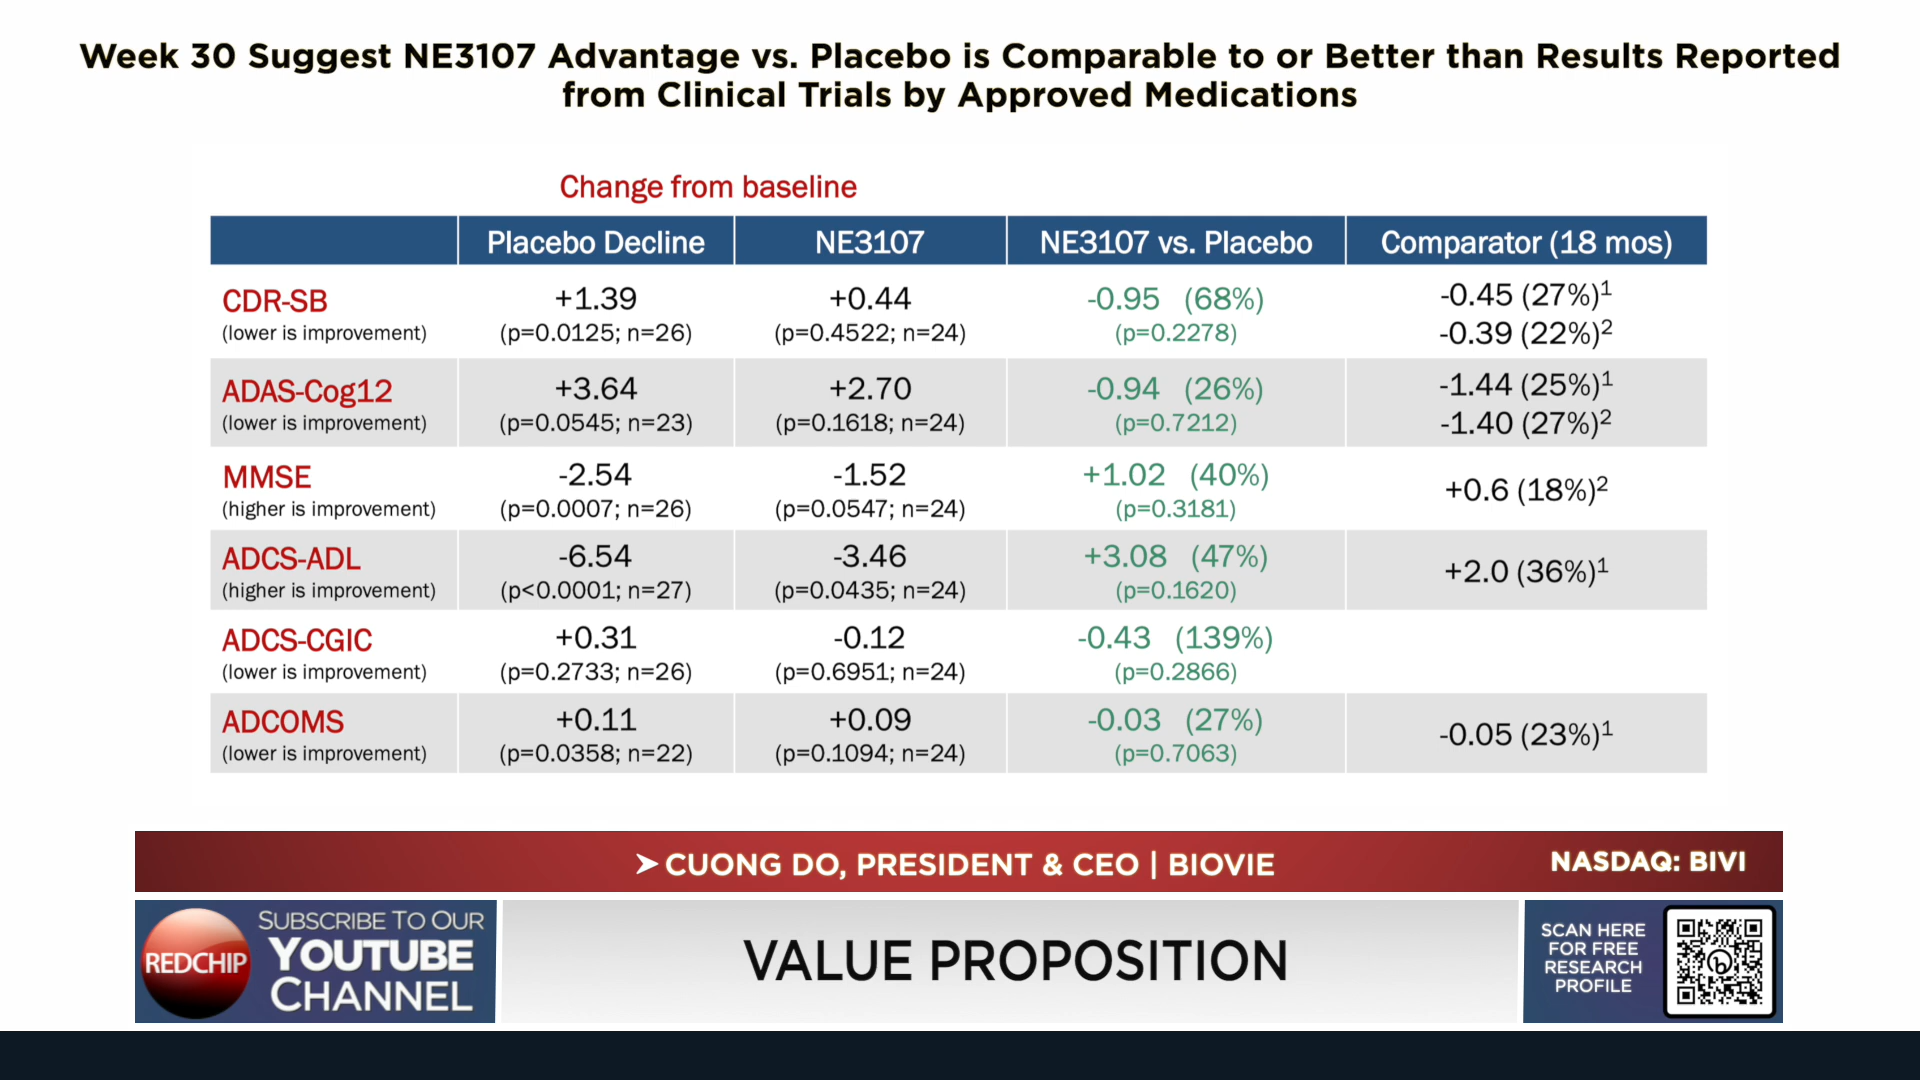 Week 30 Suggest NE3107 Advantage vs. Placebo is Comparable to or Better than Results Reported
from Clinical Trials by Approved Medications
Change from baseline
Placebo Decline NE3107 NE3107 vs. Placebo Comparator (18 mos)
CDR-SB +1.39 +0.44 -0.95 (68%) -0.45 (27%)¹
(lower is improvement) (p=0.0125; n=26) (p=0.4522; n=24) (p=0.2278) -0.39 (22%)²
ADAS-Cog12 +3.64 +2.70 -0.94 (26%) -1.44 (25%)¹
(lower is improvement) (p=0.0545; n=23) (p=0.1618; n=24) (p=0.7212) -1.40 (27%)²
MMSE -2.54 -1.52 +1.02 (40%) +0.6 (18%)²
(higher is improvement) (p=0.0007; n=26) (p=0.0547; n=24) (p=0.3181)
ADCS-ADL -6.54 -3.46 +3.08 (47%) +2.0 (36%)¹
(higher is improvement) (p<0.0001; n=27) (p=0.0435; n=24) (p=0.1620)
ADCS-CGIC +0.31 -0.12 -0.43 (139%)
(lower is improvement) (p=0.2733; n=26) (p=0.6951; n=24) (p=0.2866)
ADCOMS +0.11 +0.09 -0.03 (27%) -0.05 (23%)¹
(lower is improvement) (p=0.0358; n=22) (p=0.1094; n=24) (p=0.7063)
➤ CUONG DO, PRESIDENT & CEO | BIOVIE
NASDAQ: BIVI
REDCHIP
SUBSCRIBE TO OUR
YOUTUBE
CHANNEL
VALUE PROPOSITION
SCAN HERE
FOR FREE
RESEARCH
PROFILE